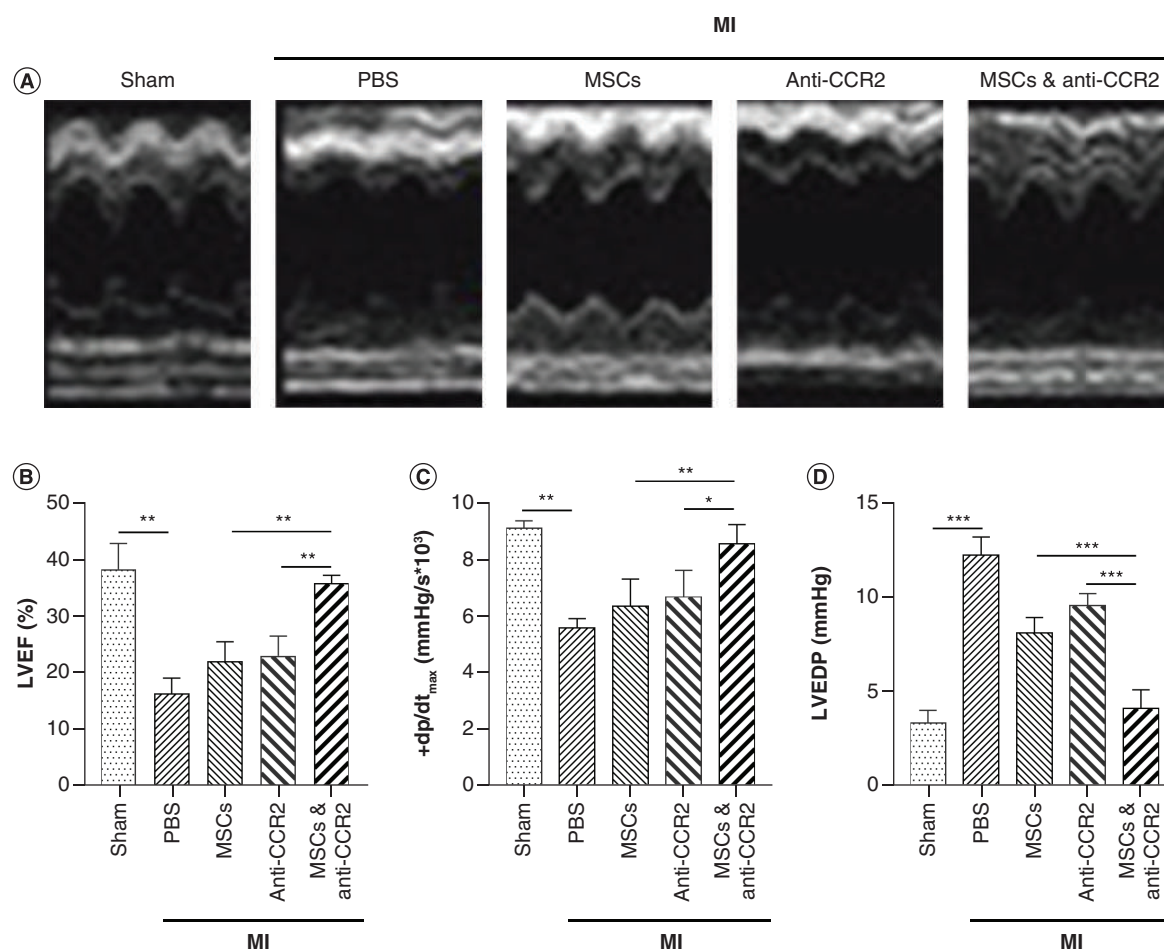 MI
A
Sham
PBS
MSCs
Anti-CCR2
MSCs & anti-CCR2
B
LVEF (%)
50
40
30
20
10
0
**
**
**
Sham
PBS
MSCs
Anti-CCR2
MSCs &
anti-CCR2
MI
C
+dp/dtmax (mmHg/s*10³)
10
8
6
4
2
0
**
**
*
Sham
PBS
MSCs
Anti-CCR2
MSCs &
anti-CCR2
MI
D
LVEDP (mmHg)
15
10
5
0
***
***
***
Sham
PBS
MSCs
Anti-CCR2
MSCs &
anti-CCR2
MI